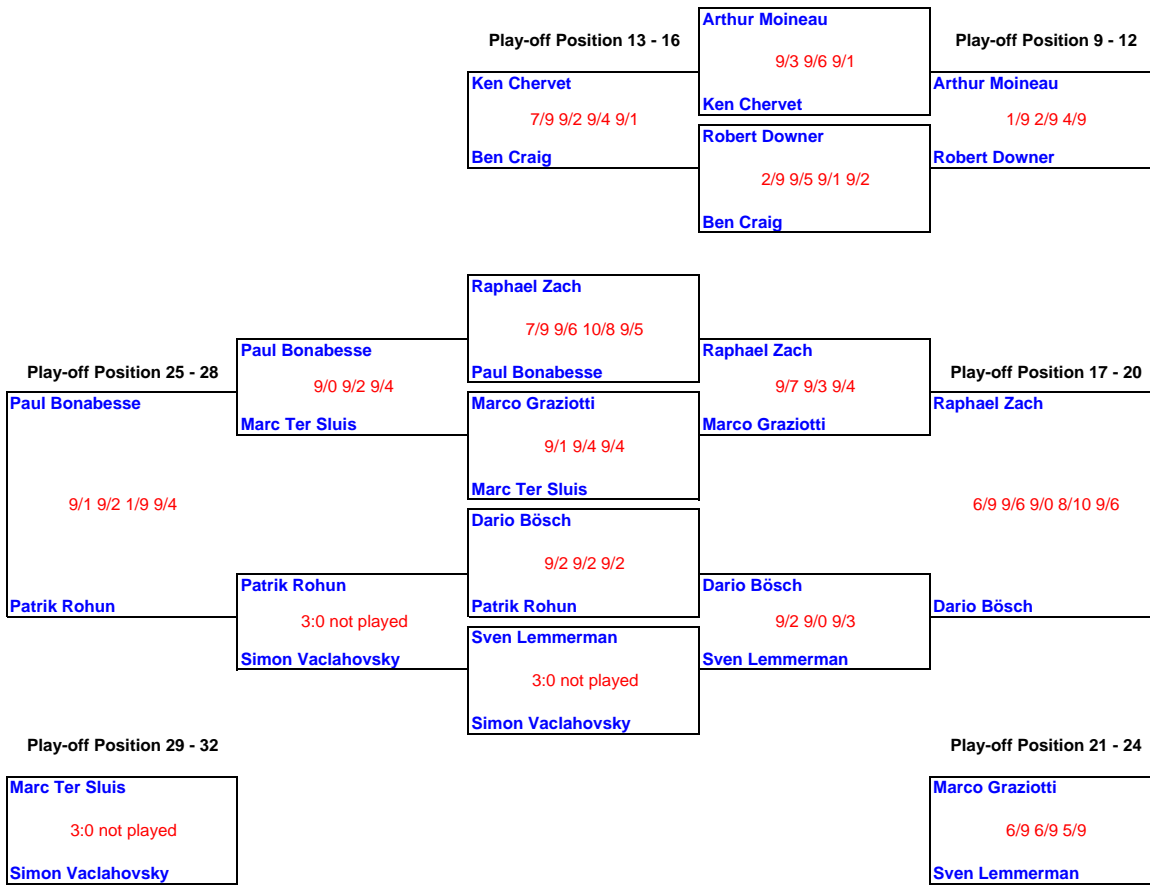 Arthur Moineau
Play-off Position 13 - 16
Play-off Position 9 - 12
9/3 9/6 9/1
Ken Chervet
Arthur Moineau
Ken Chervet
7/9 9/2 9/4 9/1
1/9 2/9 4/9
Robert Downer
Ben Craig
Robert Downer
2/9 9/5 9/1 9/2
Ben Craig
Raphael Zach
7/9 9/6 10/8 9/5
Paul Bonabesse
Raphael Zach
Play-off Position 25 - 28
Paul Bonabesse
Play-off Position 17 - 20
9/0 9/2 9/4
9/7 9/3 9/4
Paul Bonabesse
Marco Graziotti
Raphael Zach
Marc Ter Sluis
Marco Graziotti
9/1 9/4 9/4
Marc Ter Sluis
9/1 9/2 1/9 9/4
6/9 9/6 9/0 8/10 9/6
Dario Bösch
9/2 9/2 9/2
Patrik Rohun
Dario Bösch
Patrik Rohun
Patrik Rohun
Dario Bösch
3:0 not played
9/2 9/0 9/3
Sven Lemmerman
Simon Vaclahovsky
Sven Lemmerman
3:0 not played
Simon Vaclahovsky
Play-off Position 29 - 32
Play-off Position 21 - 24
Marc Ter Sluis
Marco Graziotti
3:0 not played
6/9 6/9 5/9
Simon Vaclahovsky
Sven Lemmerman